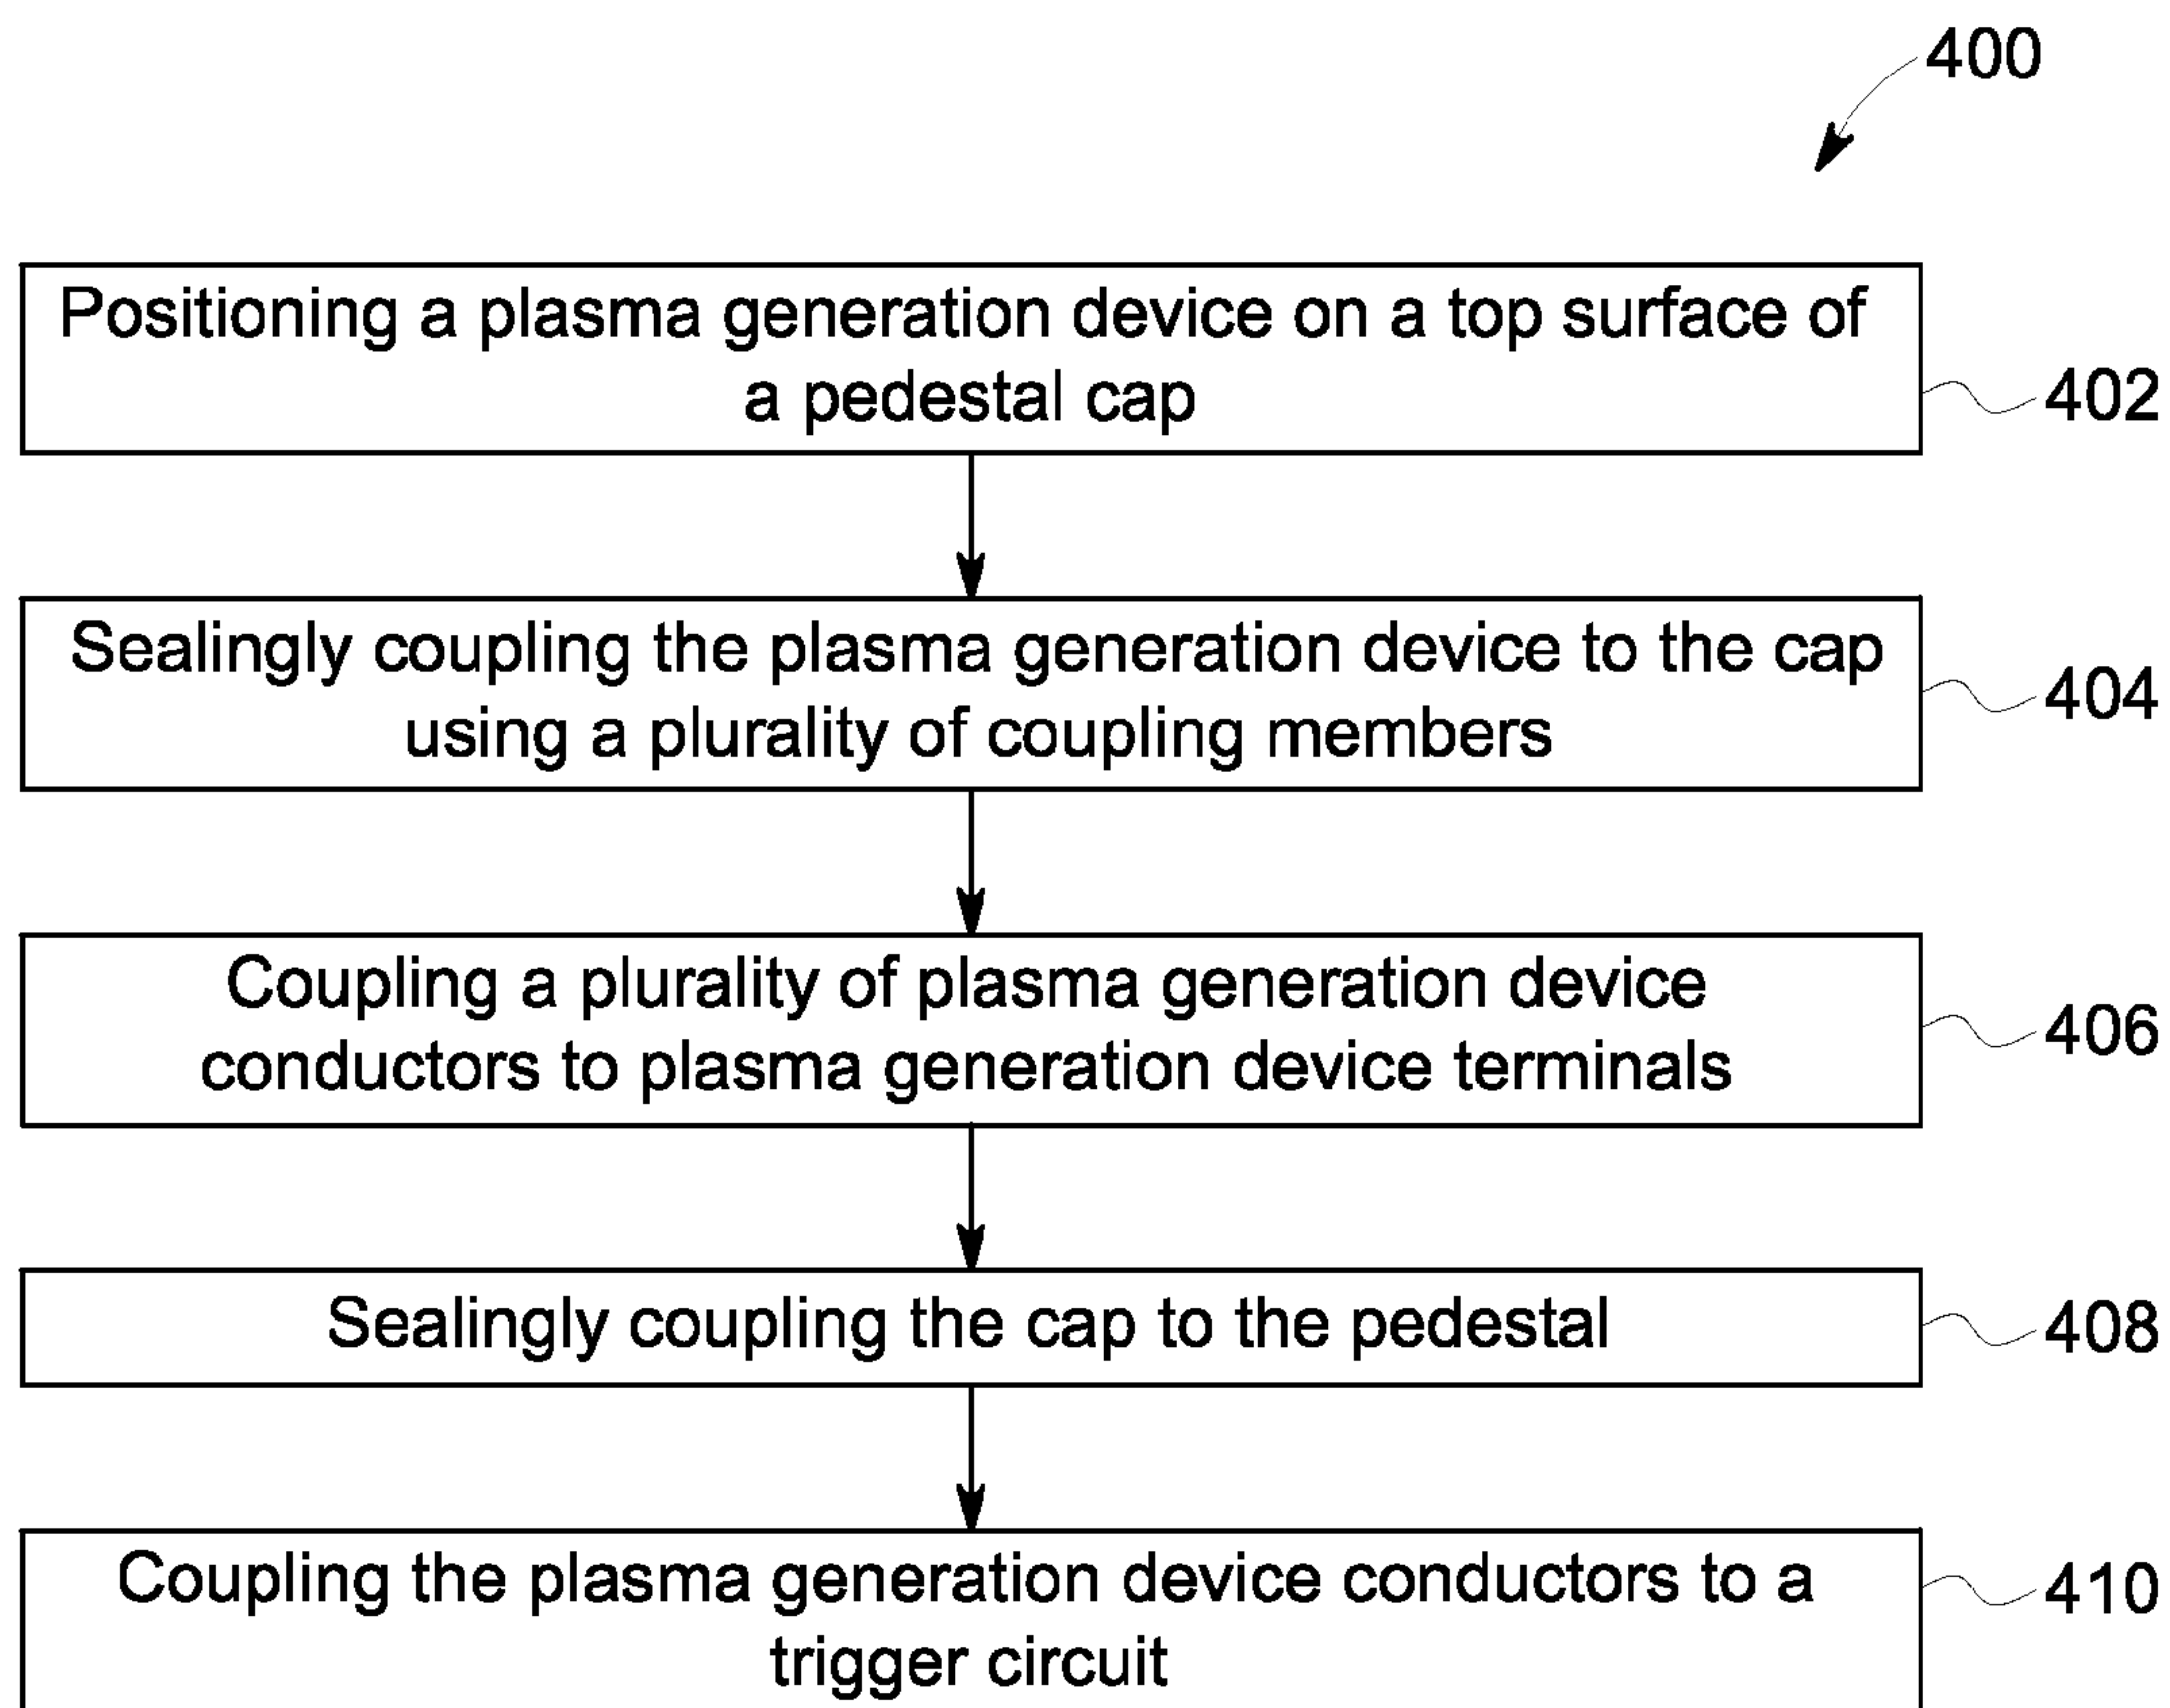 400
Positioning a plasma generation device on a top surface of
a pedestal cap
402
Sealingly coupling the plasma generation device to the cap
using a plurality of coupling members
404
Coupling a plurality of plasma generation device
conductors to plasma generation device terminals
406
Sealingly coupling the cap to the pedestal
408
Coupling the plasma generation device conductors to a
trigger circuit
410